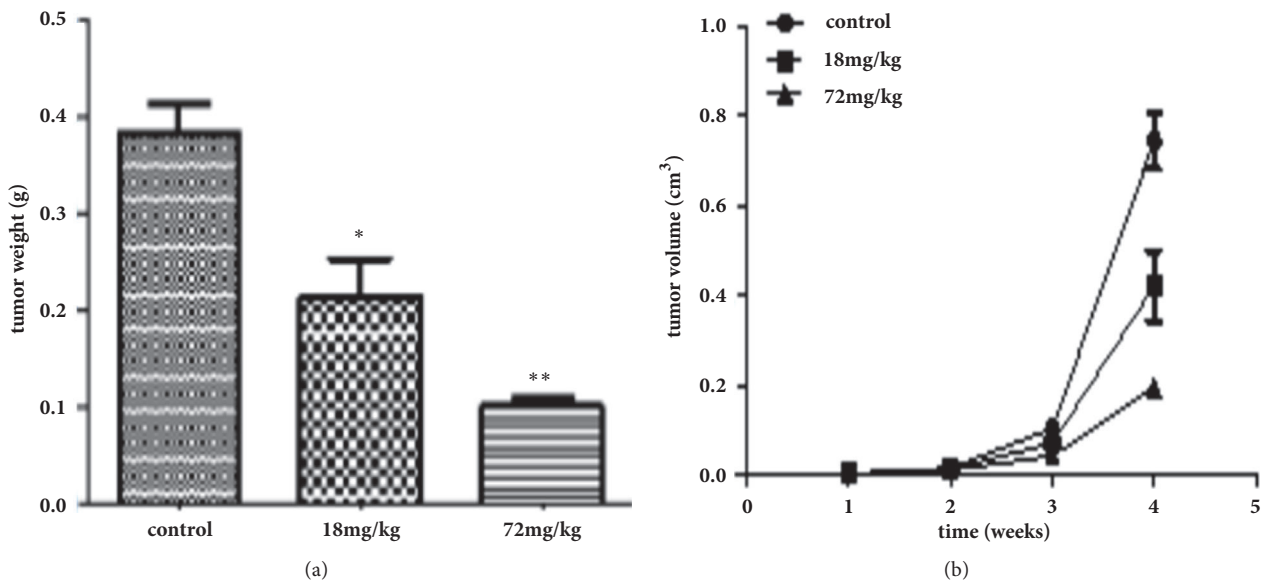 0.5
0.4
0.3
0.2
0.1
0.0
tumor weight (g)
*
**
control
18mg/kg
72mg/kg
(a)
1.0
0.8
0.6
0.4
0.2
0.0
tumor volume (cm³)
control
18mg/kg
72mg/kg
0 1 2 3 4 5
time (weeks)
(b)